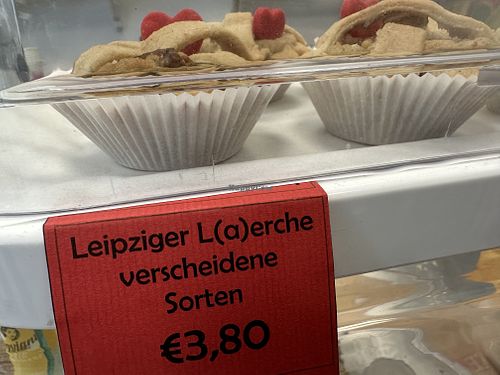 Leipziger L(a)erche
verscheidene
Sorten
€3,80